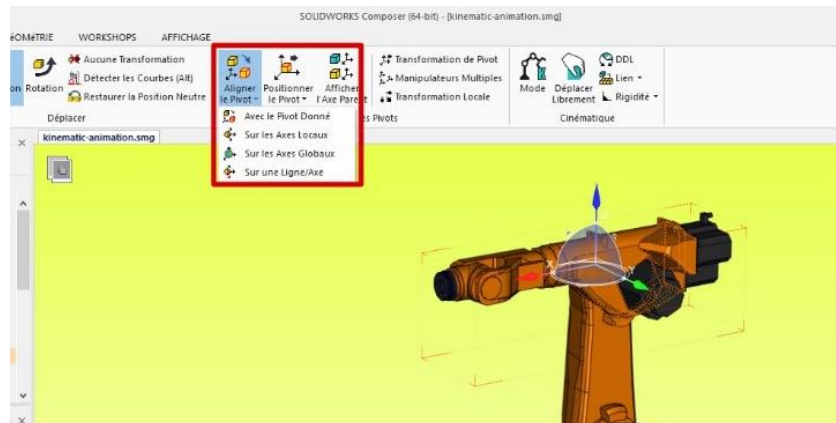 SOLIDWORKS Composer (64-bit) - [kinematic-animation.smg]
ÉOMÉTRIE WORKSHOPS AFFICHAGE
Aucune Transformation
Détecter les Courbes (Alt)
Restaurer la Position Neutre
on Rotation
Déplacer
Aligner le Pivot
Positionner le Pivot
Afficher l'Axe Parent
Transformation de Pivot
Manipulateurs Multiples
Transformation Locale
es Pivots
Mode
Déplacer Librement
DDL
Lien
Rigidité
Cinématique
Avec le Pivot Donné
Sur les Axes Locaux
Sur les Axes Globaux
Sur une Ligne/Axe
kinematic-animation.smg
X
Y